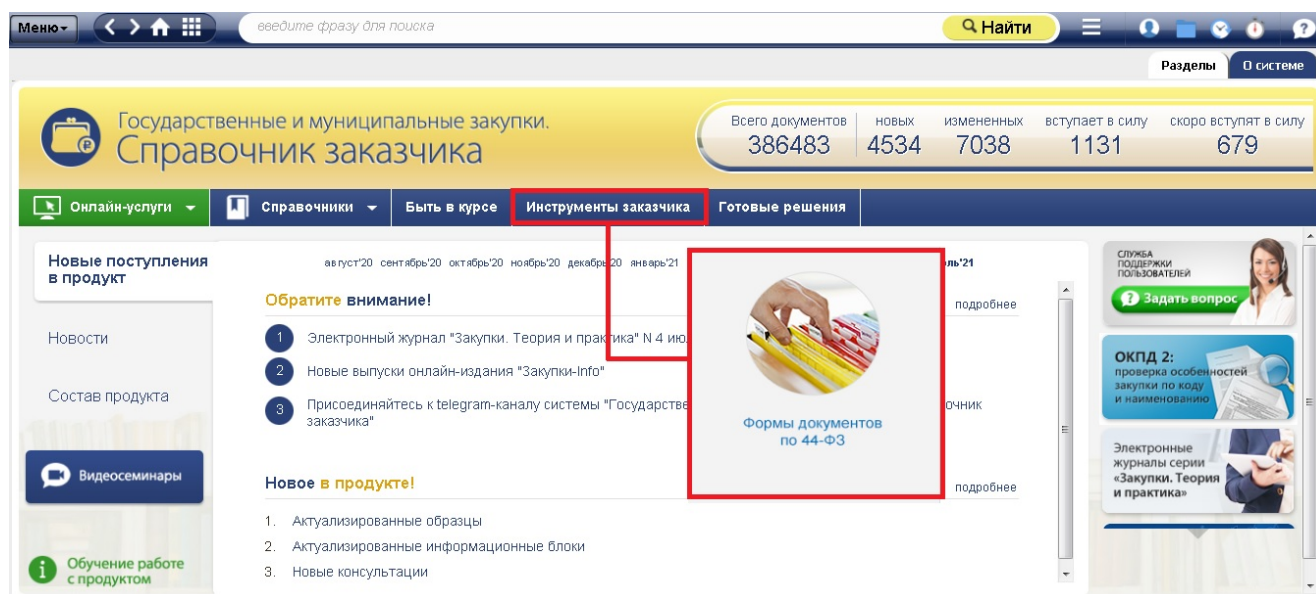 Меню
введите фразу для поиска
Найти
?
Разделы
О системе
Государственные и муниципальные закупки.
Справочник заказчика
Всего документов
386483
новых
4534
измененных
7038
вступает в силу
1131
скоро вступят в силу
679
Онлайн-услуги
Справочники
Быть в курсе
Инструменты заказчика
Готовые решения
Новые поступления
в продукт
Новости
Состав продукта
Видеосеминары
Обучение работе
с продуктом
август'20 сентябрь'20 октябрь'20 ноябрь'20 декабрь'20 январь'21
ль'21
Обратите внимание!
подробнее
1 Электронный журнал "Закупки. Теория и практика" N 4 ию
2 Новые выпуски онлайн-издания "Закупки-Info"
3 Присоединяйтесь к telegram-каналу системы "Государстве
очник
заказчика"
Формы документов
по 44-ФЗ
Новое в продукте!
подробнее
1. Актуализированные образцы
2. Актуализированные информационные блоки
3. Новые консультации
СЛУЖБА
ПОДДЕРЖКИ
ПОЛЬЗОВАТЕЛЕЙ
? Задать вопрос
ОКПД 2:
проверка особенностей
закупки по коду
и наименованию
Электронные
журналы серии
«Закупки. Теория
и практика»